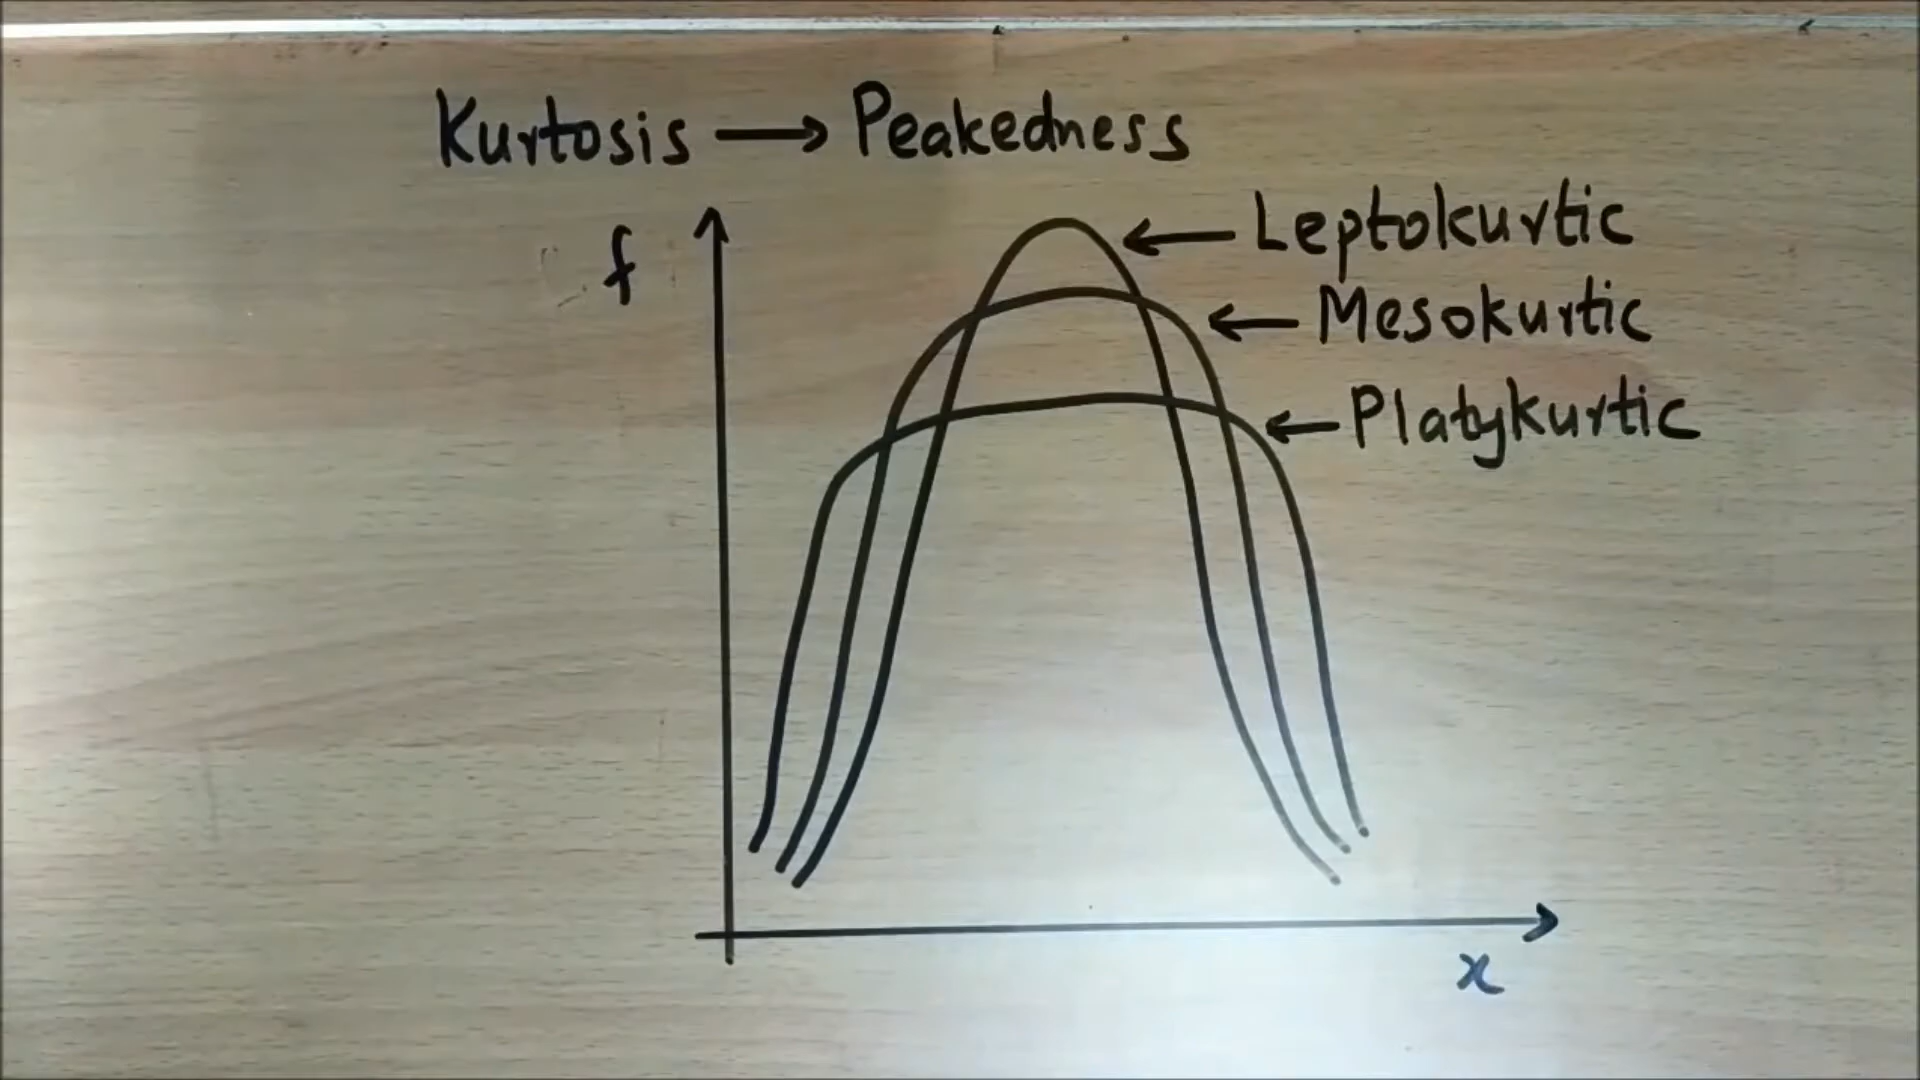 Kurtosis → Peakedness
f
Leptokurtic
Mesokurtic
Platykurtic
x